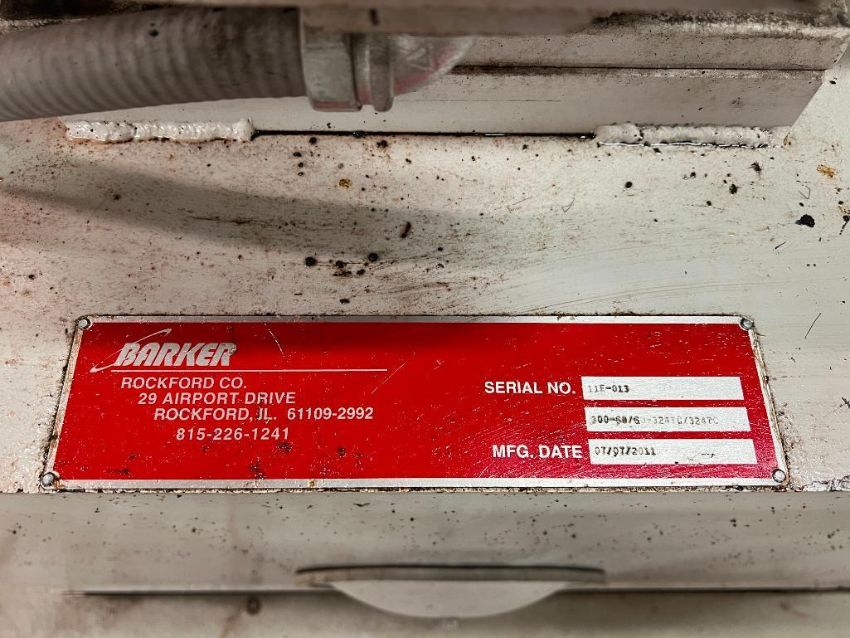 BARKER
ROCKFORD CO.
29 AIRPORT DRIVE
ROCKFORD, IL. 61109-2992
815-226-1241
SERIAL NO. 11F-013
MFG. DATE 07/07/2011